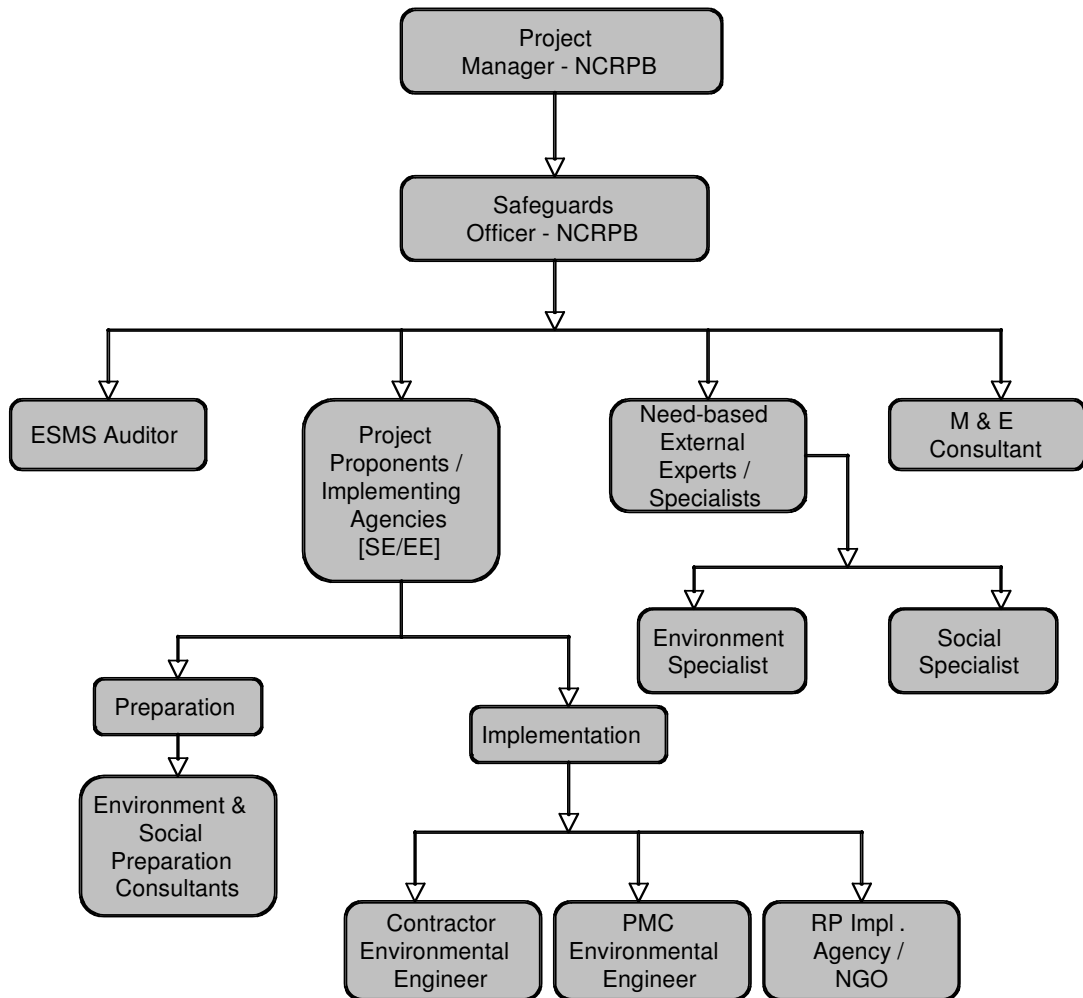 Project
Manager - NCRPB
Safeguards
Officer - NCRPB
ESMS Auditor
Project
Proponents /
Implementing
Agencies
[SE/EE]
Need-based
External
Experts /
Specialists
M & E
Consultant
Environment
Specialist
Social
Specialist
Preparation
Implementation
Environment &
Social
Preparation
Consultants
Contractor
Environmental
Engineer
PMC
Environmental
Engineer
RP Impl .
Agency /
NGO